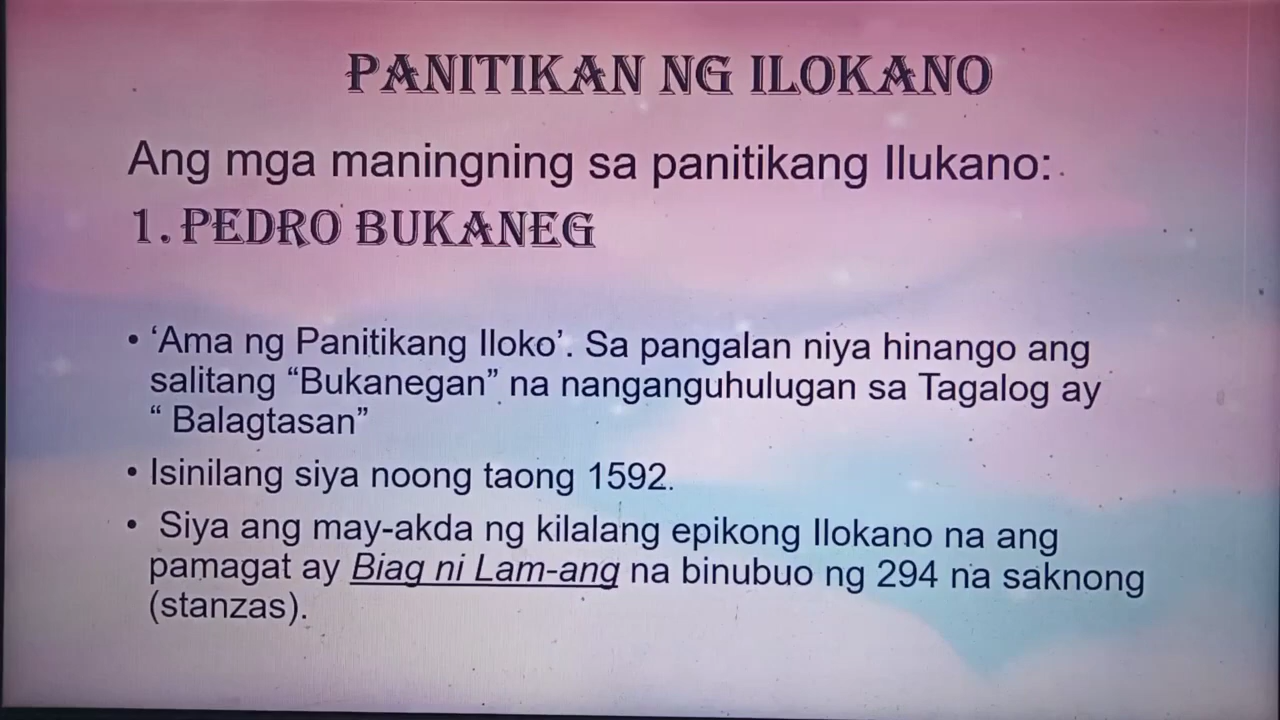 PANITIKAN NG ILOKANO
Ang mga maningning sa panitikang Ilukano:
1. PEDRO BUKANEG
• ‘Ama ng Panitikang Iloko’. Sa pangalan niya hinango ang
salitang “Bukanegan” na nanganguhulugan sa Tagalog ay
“ Balagtasan”
• Isinilang siya noong taong 1592.
• Siya ang may-akda ng kilalang epikong Ilokano na ang
pamagat ay Biag ni Lam-ang na binubuo ng 294 na saknong
(stanzas).